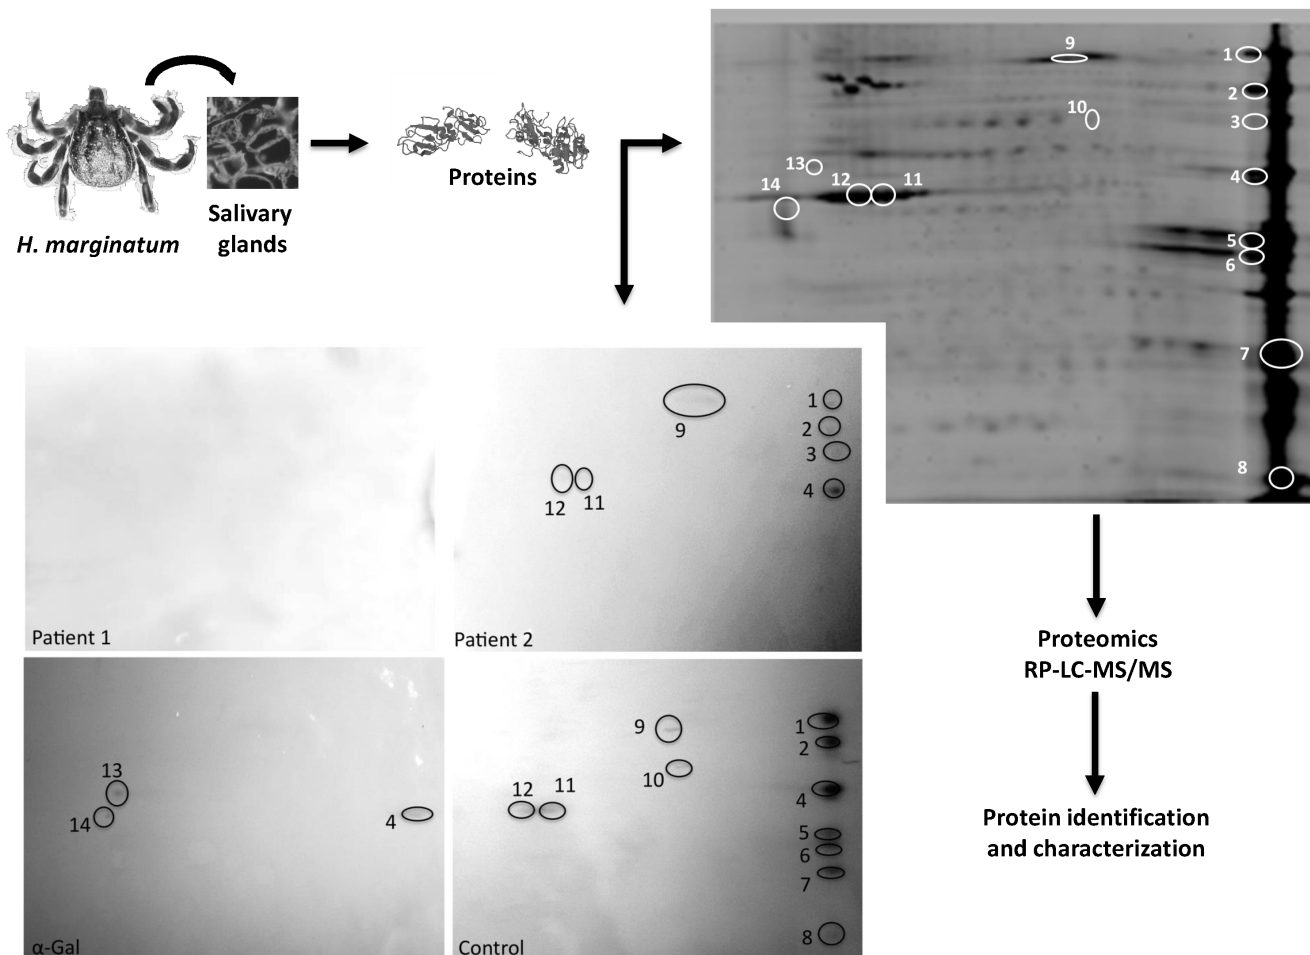 H. marginatum
Salivary
glands
Proteins
9
1
2
10
3
13
4
14
12
11
5
6
7
8
Patient 1
9
1
2
3
4
12
11
Patient 2
13
14
4
α-Gal
9
1
2
10
12
11
4
5
6
7
8
Control
Proteomics
RP-LC-MS/MS
Protein identification
and characterization